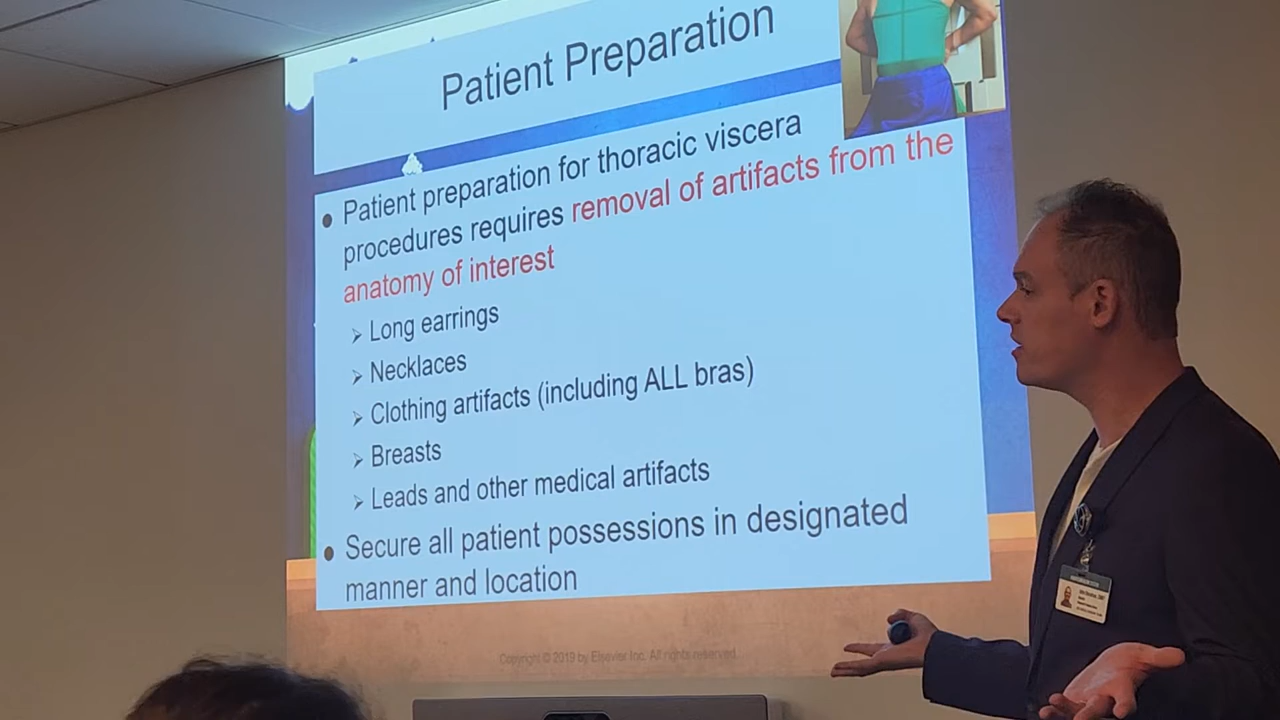 Patient Preparation
Patient preparation for thoracic viscera
procedures requires removal of artifacts from the
anatomy of interest
Long earrings
Necklaces
Clothing artifacts (including ALL bras)
Breasts
Leads and other medical artifacts
Secure all patient possessions in designated
manner and location
Copyright © 2019 by Elsevier Inc. All rights reserved.